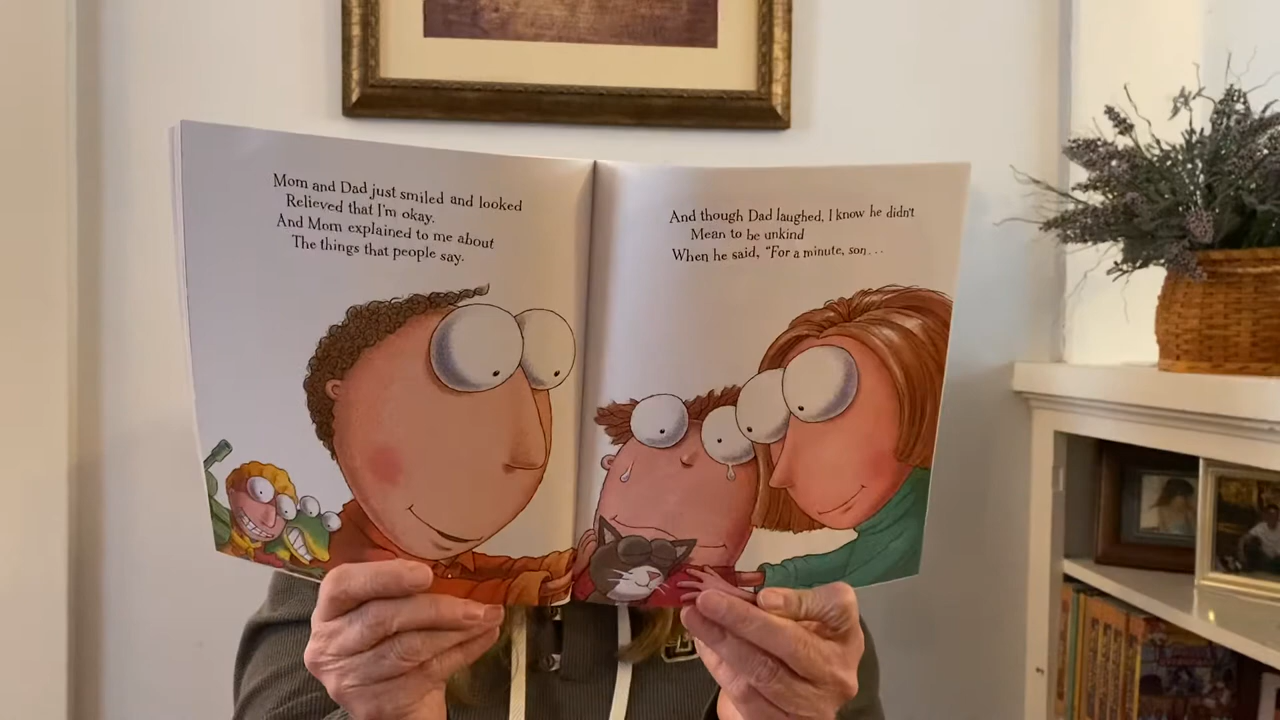 Mom and Dad just smiled and looked
Relieved that I'm okay.
And Mom explained to me about
The things that people say.
And though Dad laughed, I know he didn't
Mean to be unkind
When he said, "For a minute, son . . .